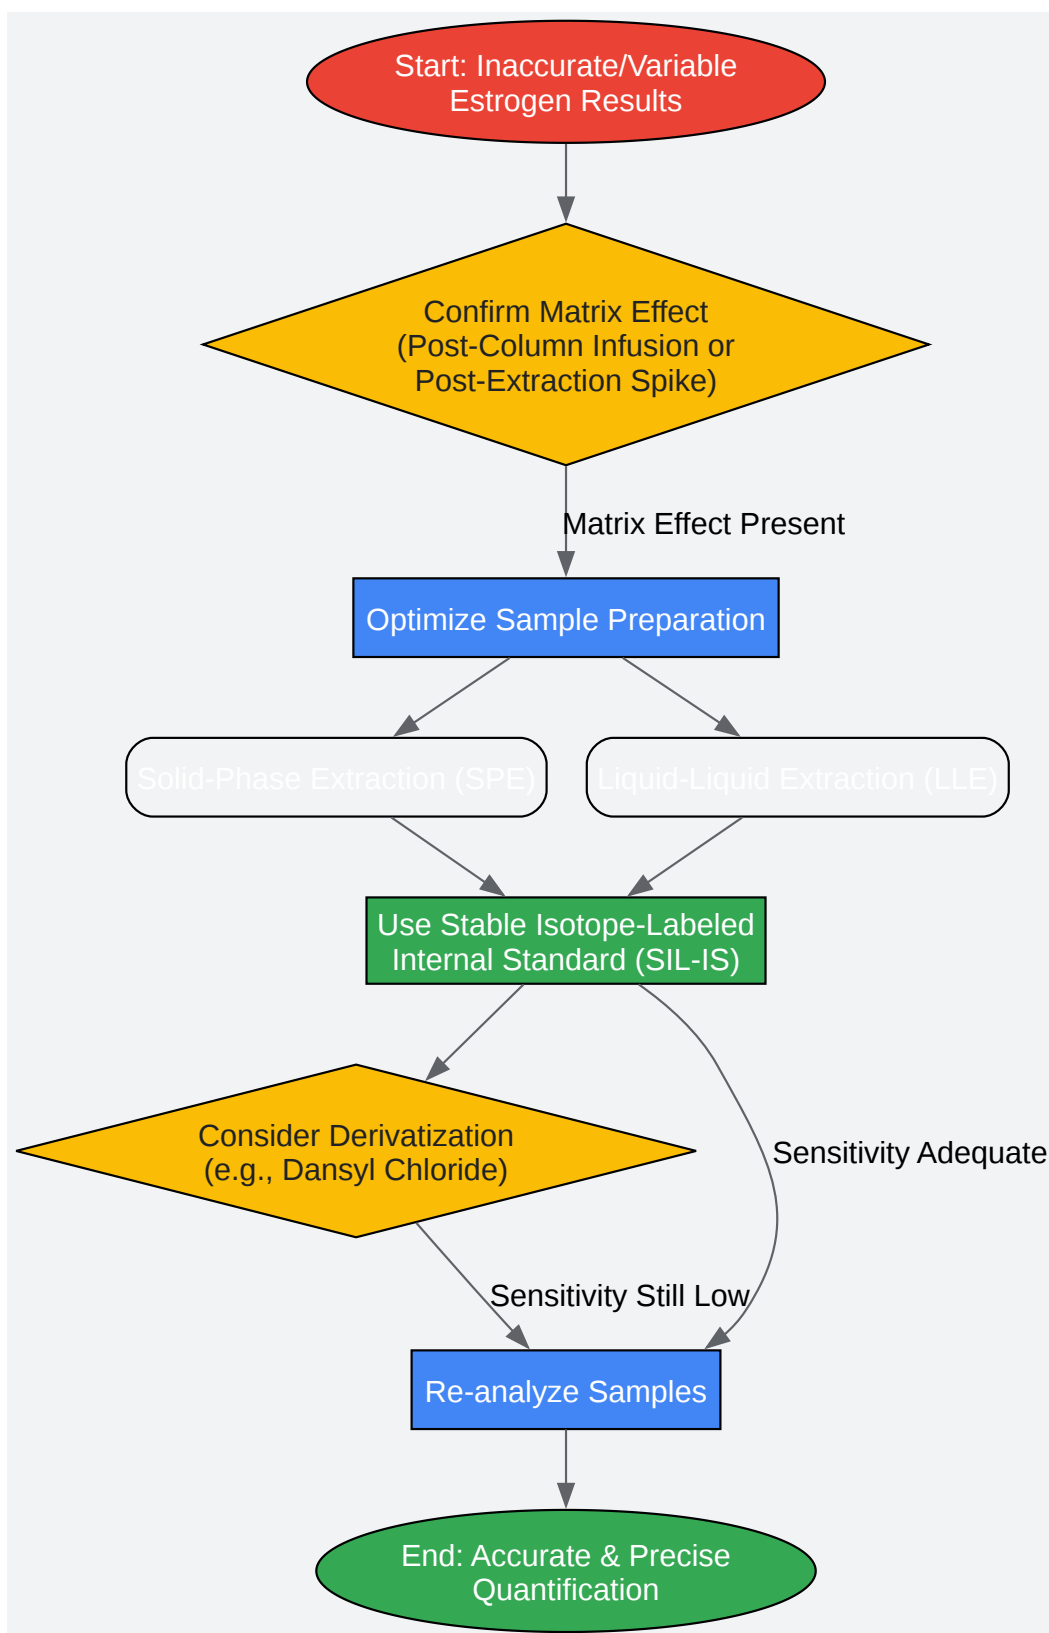 Start: Inaccurate/Variable
Estrogen Results
Confirm Matrix Effect
(Post-Column Infusion or
Post-Extraction Spike)
Matrix Effect Present
Optimize Sample Preparation
Solid-Phase Extraction (SPE)
Liquid-Liquid Extraction (LLE)
Use Stable Isotope-Labeled
Internal Standard (SIL-IS)
Consider Derivatization
(e.g., Dansyl Chloride)
Sensitivity Adequate
Sensitivity Still Low
Re-analyze Samples
End: Accurate & Precise
Quantification